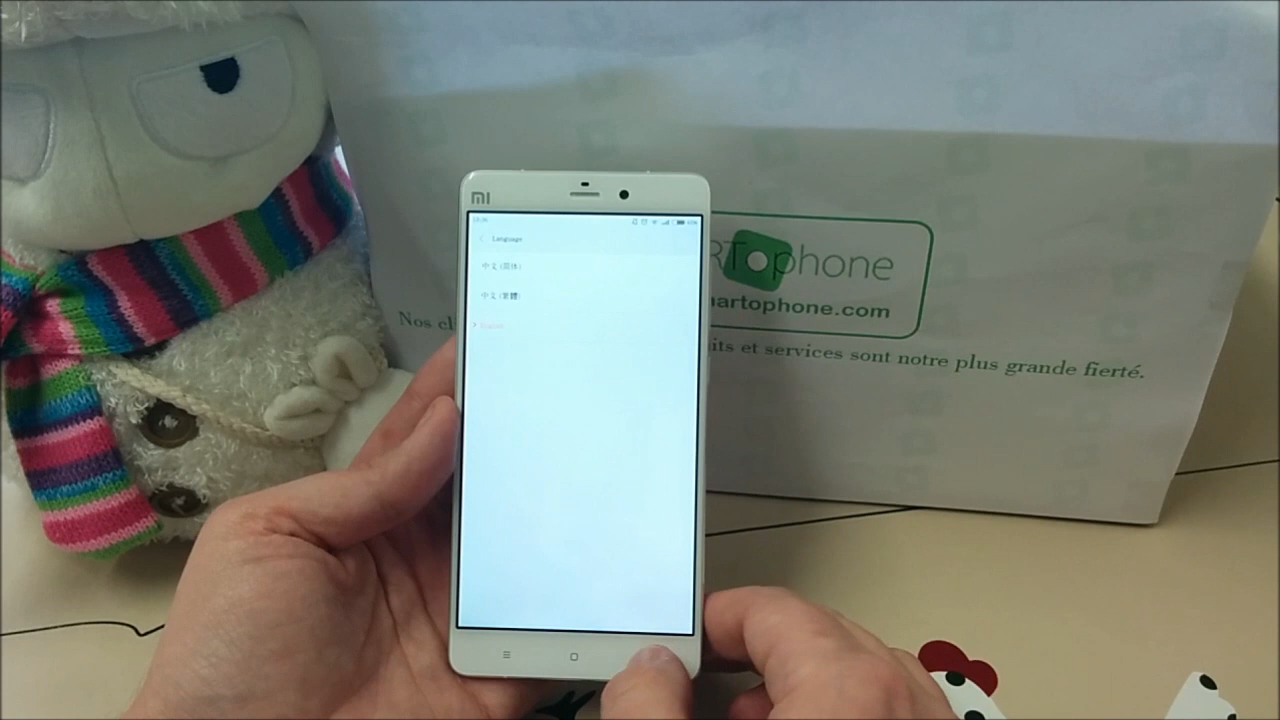 MI
Language
中文 (简体)
中文 (繁體)
English
RTophone
artophone.com
Nos cl
its et services sont notre plus grande fierté.